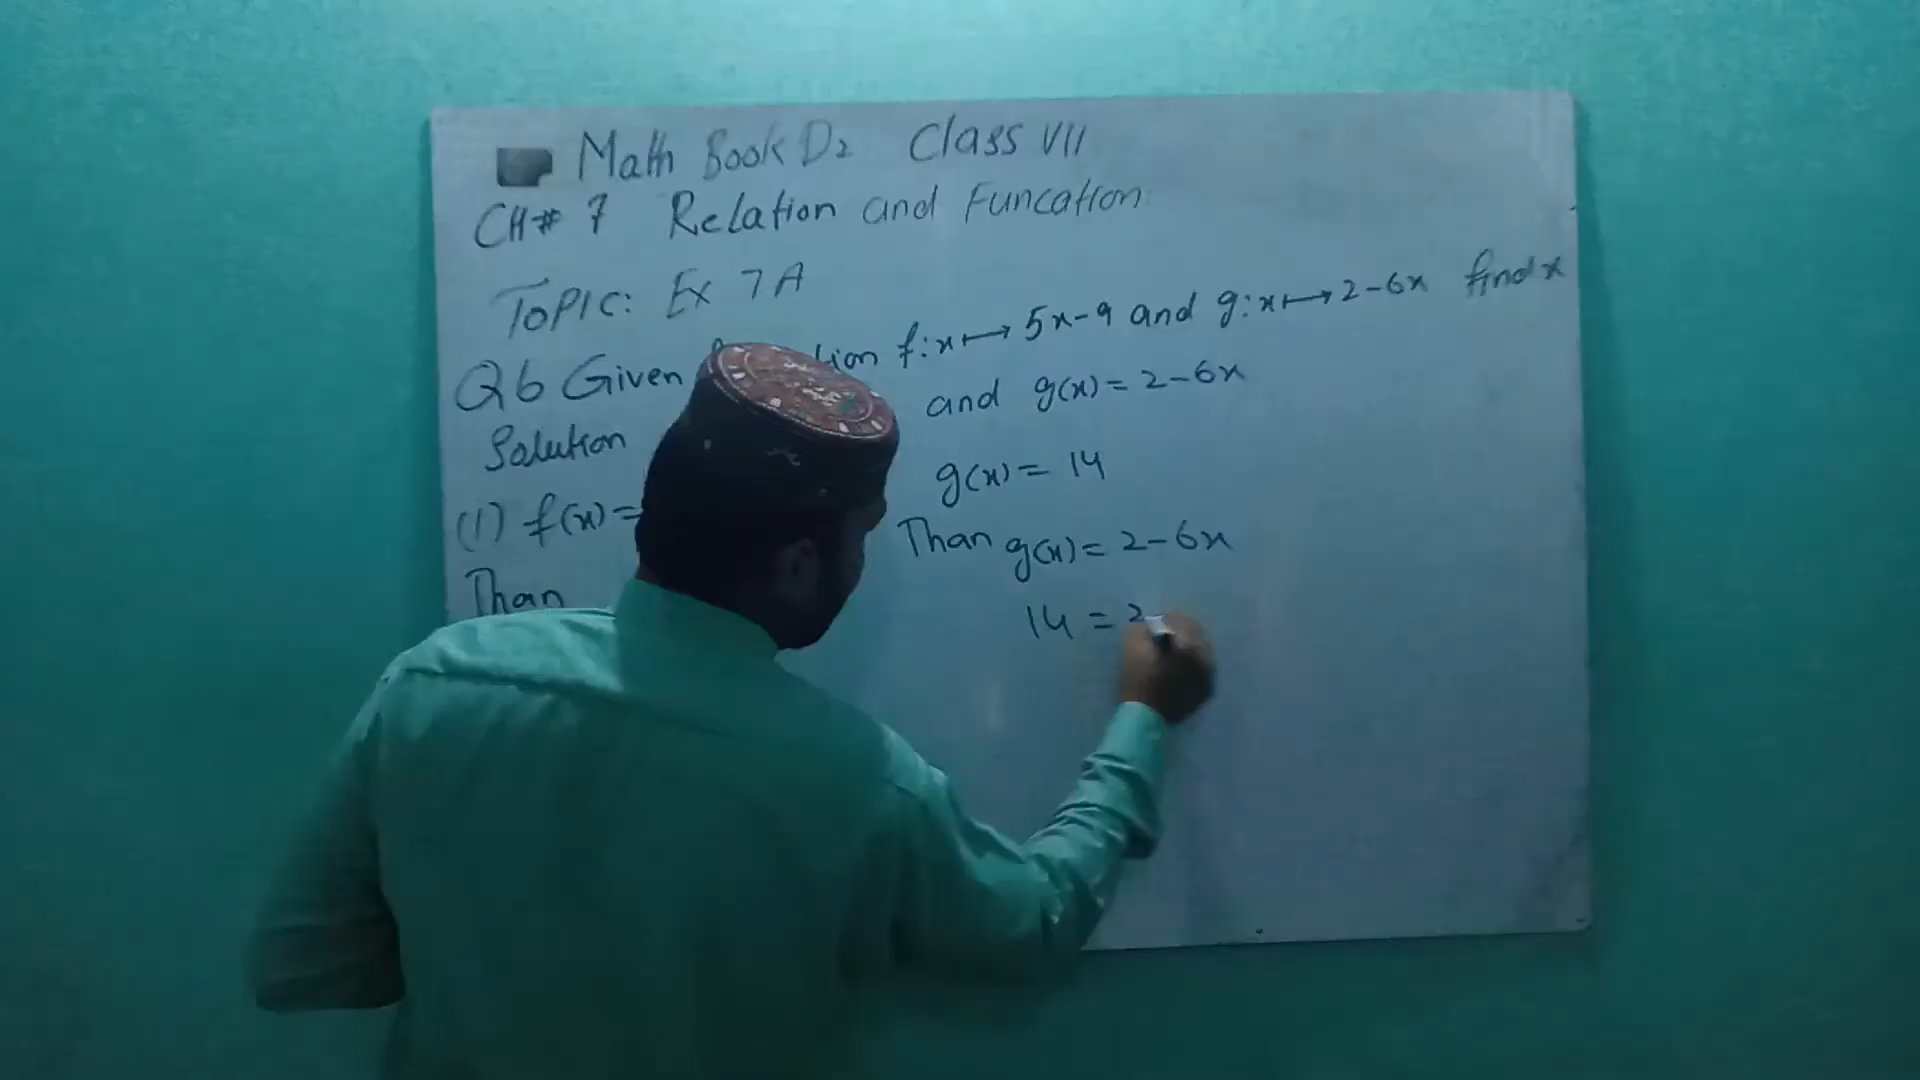 Math Book D2 Class VII
CH# 7 Relation and Funcation
TOPIC: Ex 7A
Q6 Given f:x⟼5x-9 and g:x⟼2-6x find x
Solution and g(x)=2-6x
(1) f(x)= g(x)=14
Than Than g(x)=2-6x
14=2-